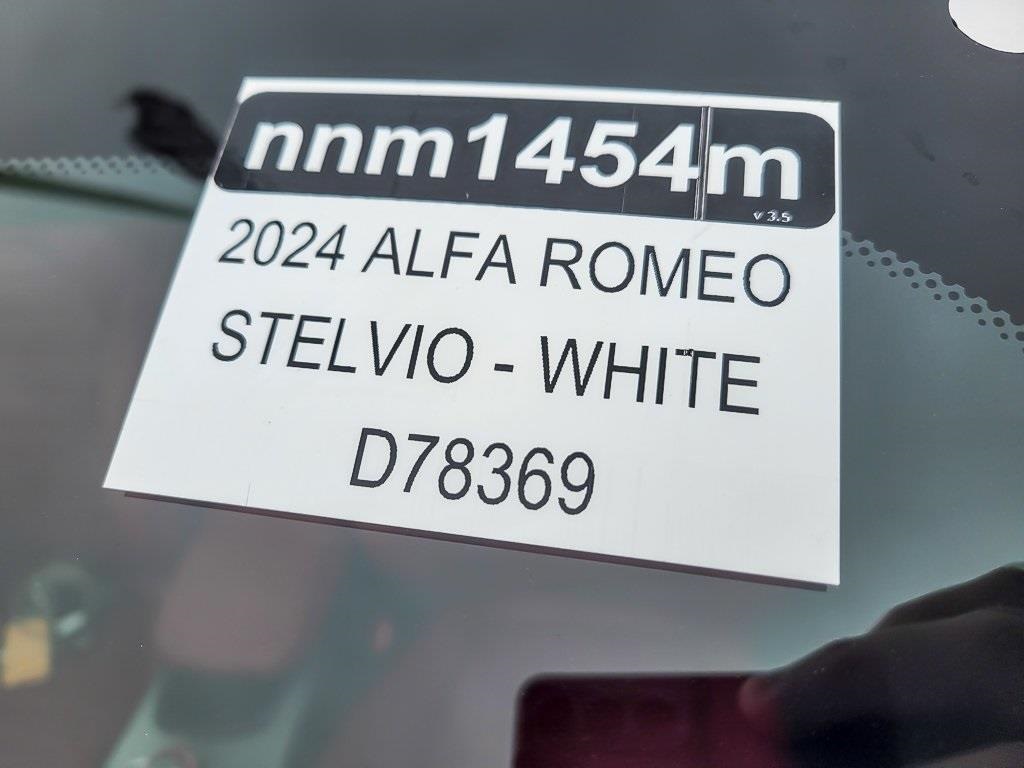 nnm1454m
v 3.5
2024 ALFA ROMEO
STELVIO - WHITE
D78369